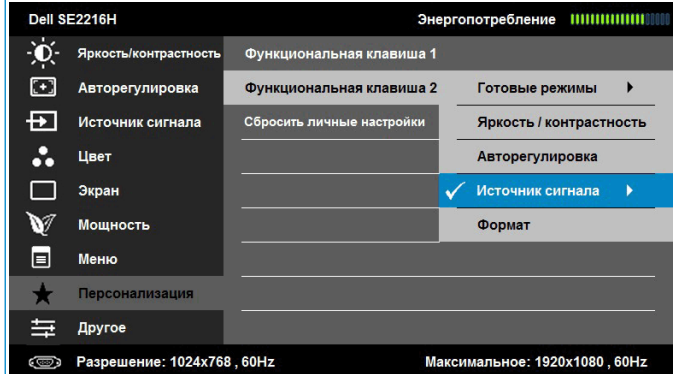 Dell SE2216H Энергопотребление
Яркость/контрастность Функциональная клавиша 1
Авторегулировка Функциональная клавиша 2 Готовые режимы
Источник сигнала Сбросить личные настройки Яркость / контрастность
Цвет Авторегулировка
Экран Источник сигнала
Мощность Формат
Меню
Персонализация
Другое
Разрешение: 1024x768 , 60Hz Максимальное: 1920x1080 , 60Hz